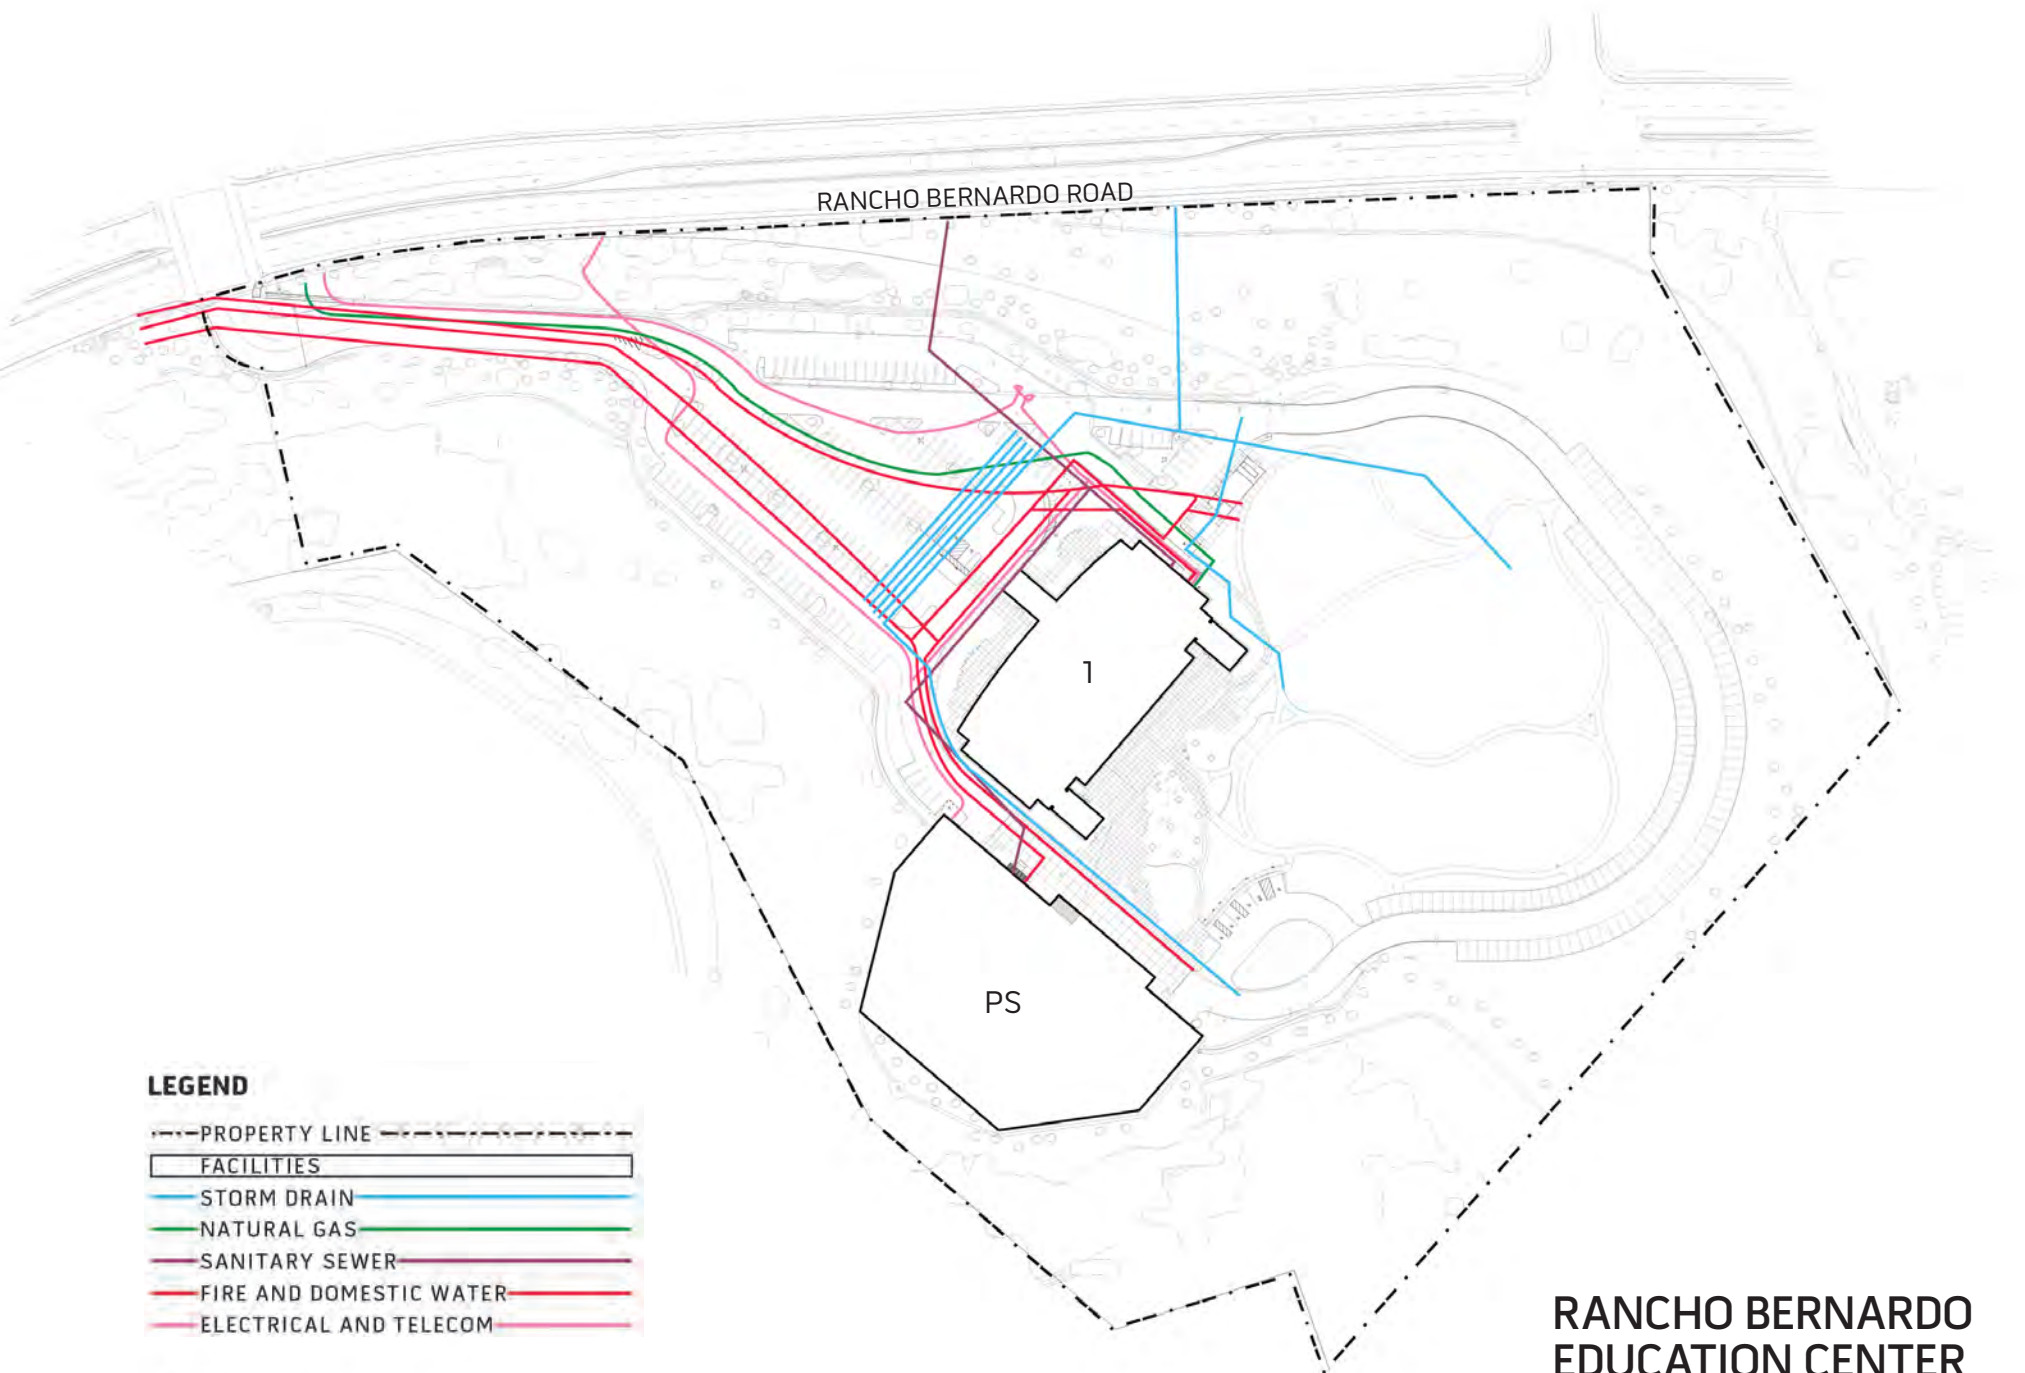 RANCHO BERNARDO ROAD
1
PS
LEGEND
PROPERTY LINE
FACILITIES
STORM DRAIN
NATURAL GAS
SANITARY SEWER
FIRE AND DOMESTIC WATER
ELECTRICAL AND TELECOM
RANCHO BERNARDO
EDUCATION CENTER